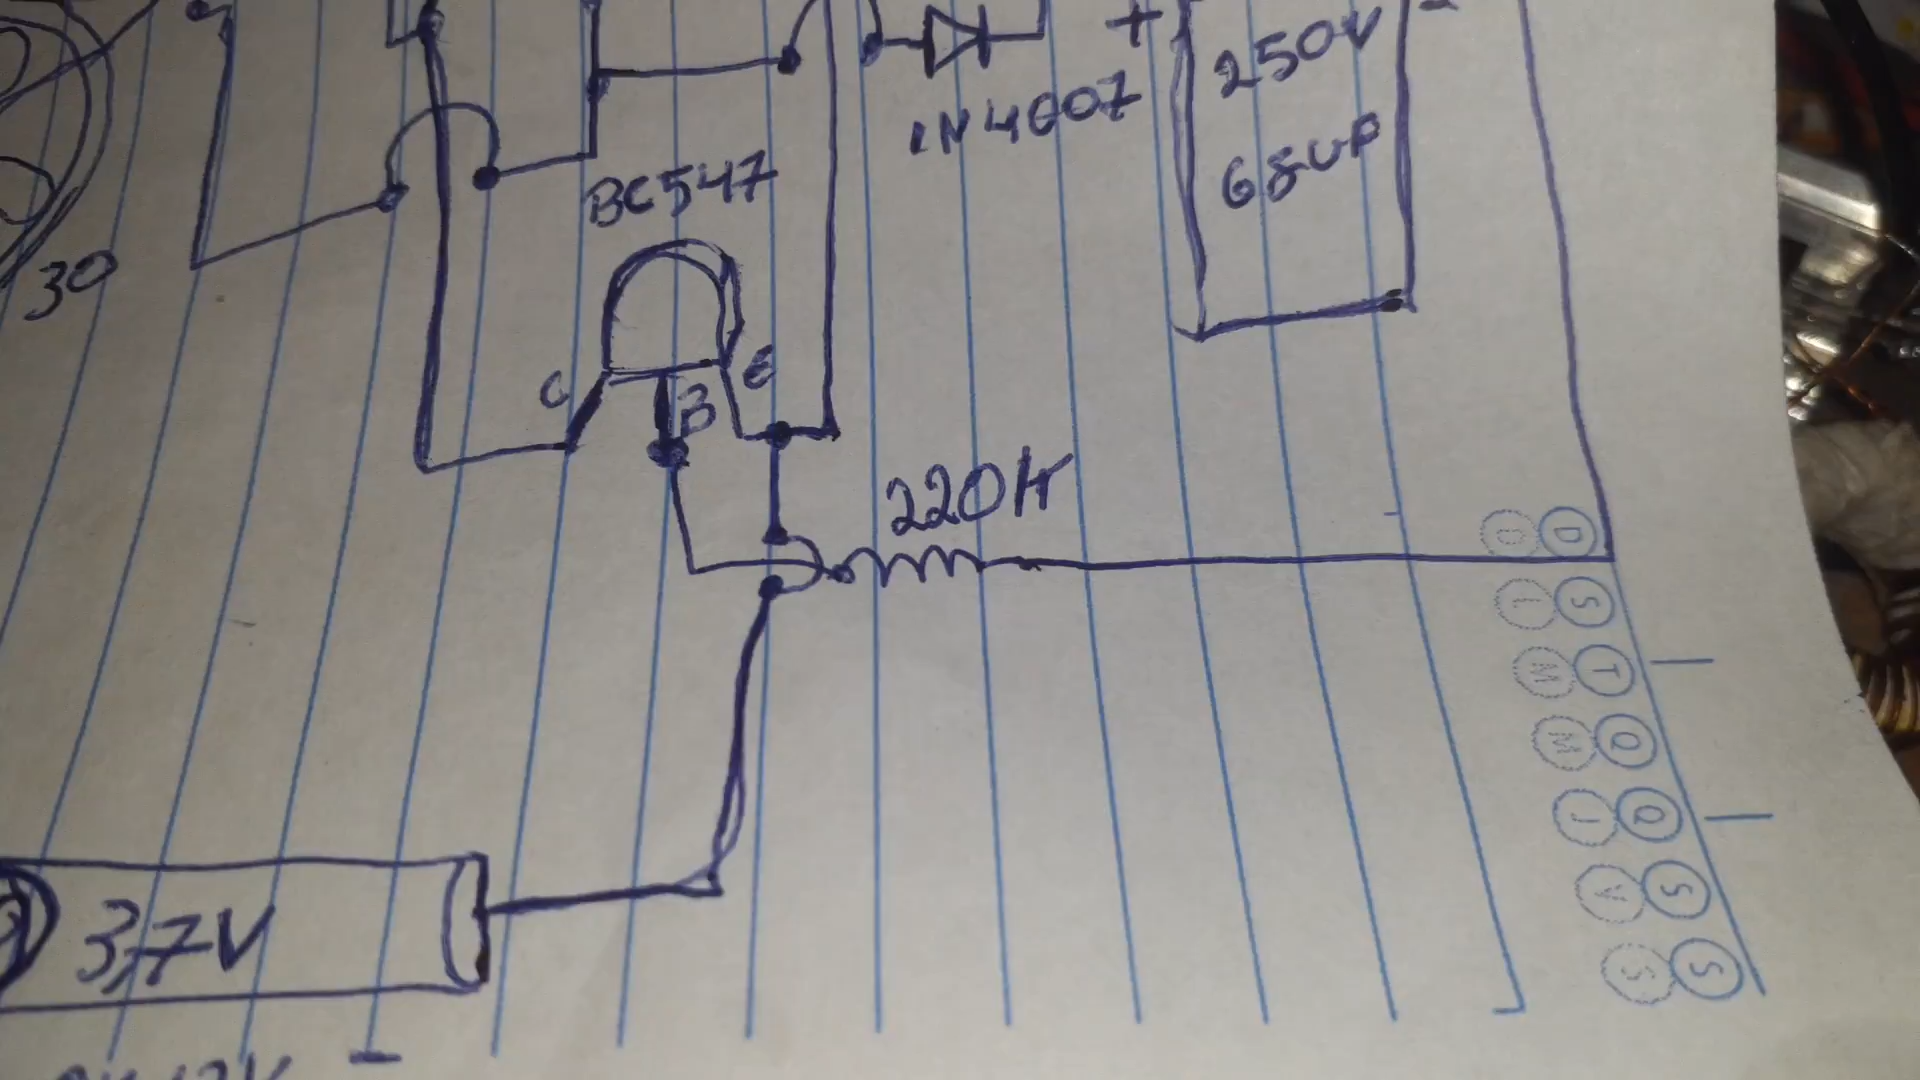 +
-
250V
1N4007
68UF
BC547
30
C
B
E
220K
D
D
S
L
T
M
Q
M
Q
J
S
V
S
S
3,7V
-